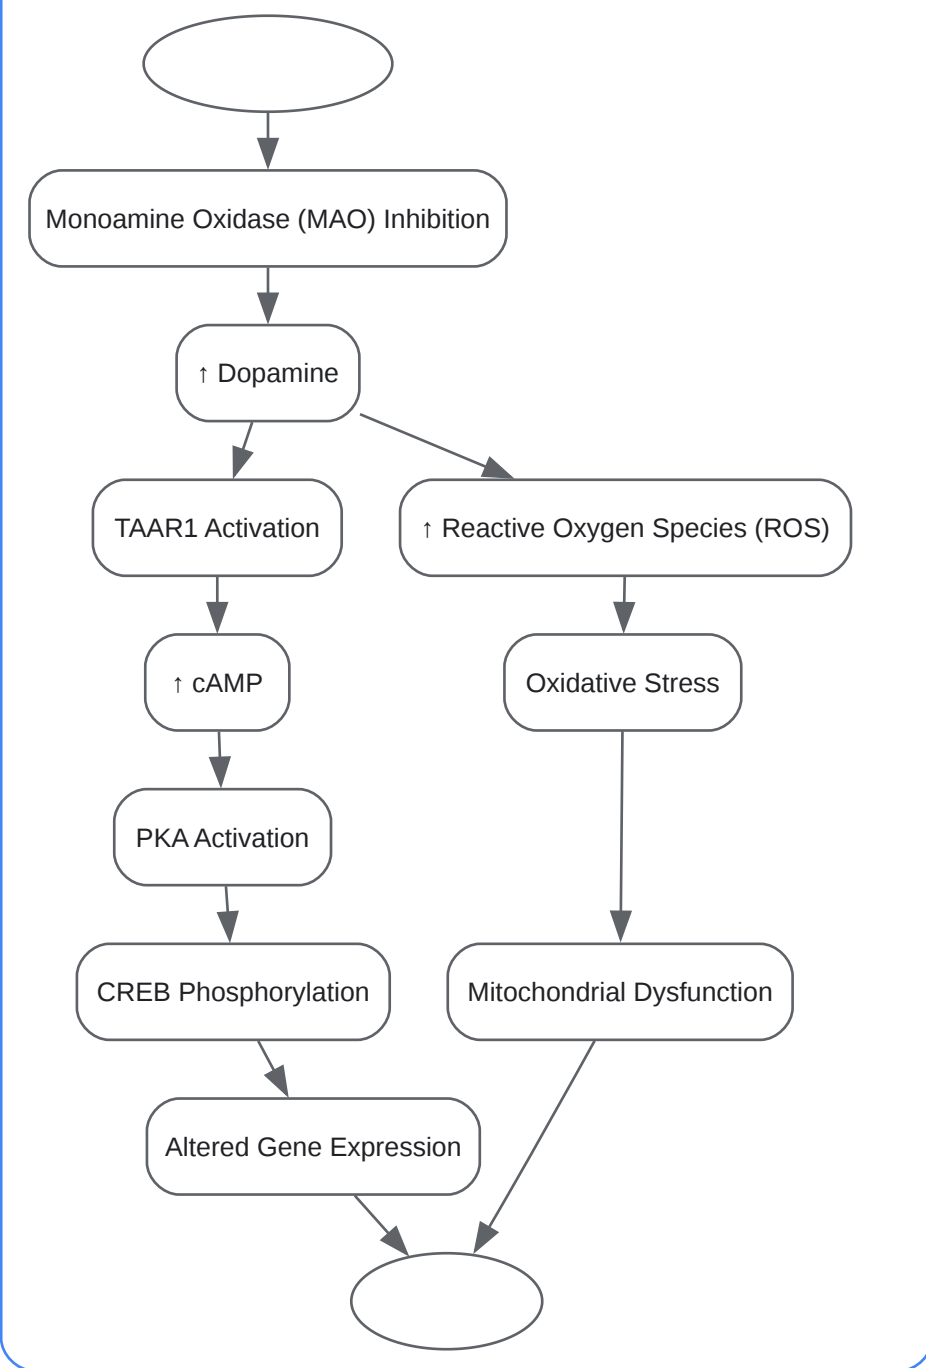 Monoamine Oxidase (MAO) Inhibition
↑ Dopamine
TAAR1 Activation
↑ Reactive Oxygen Species (ROS)
↑ cAMP
Oxidative Stress
PKA Activation
CREB Phosphorylation
Mitochondrial Dysfunction
Altered Gene Expression